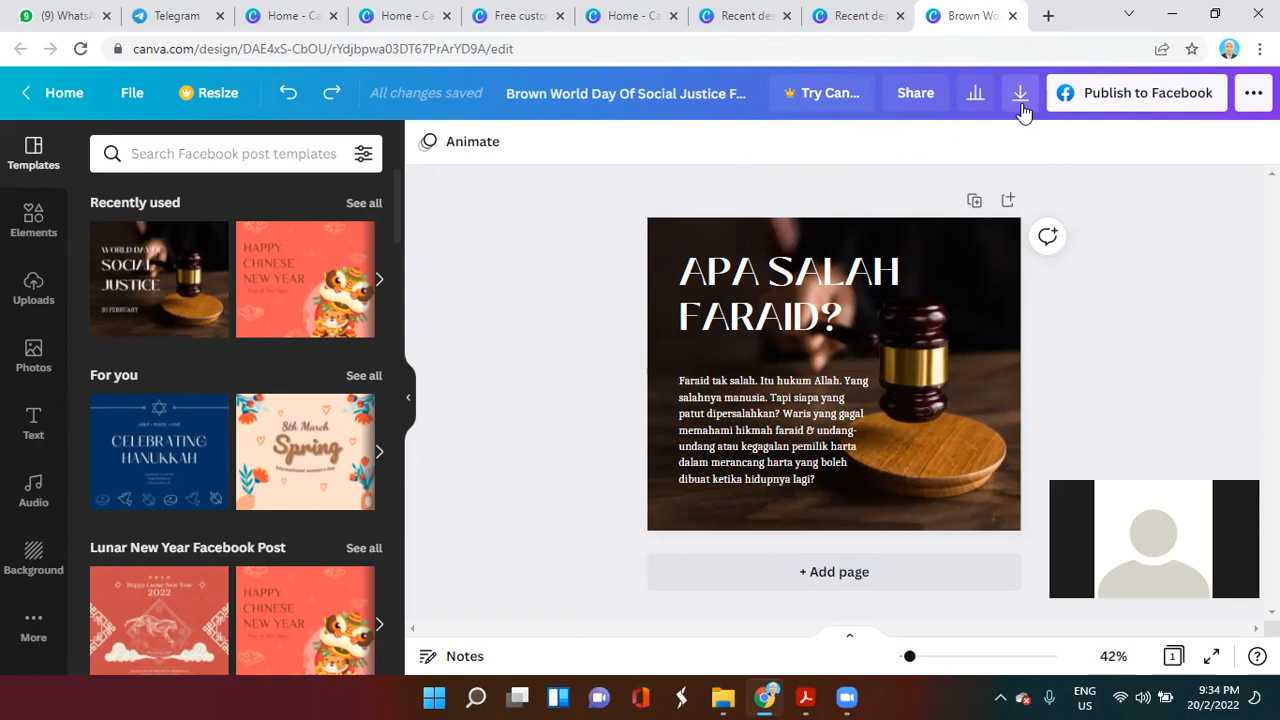 (9) WhatsA
Telegram
Home - Ca
Home - Ca
Free custo
Home - Ca
Recent des
Recent des
Brown Wo
canva.com/design/DAE4xS-CbOU/rYdjbpwa03DT67PrArYD9A/edit
Home
File
Resize
All changes saved
Brown World Day Of Social Justice F...
Try Can...
Share
Publish to Facebook
Templates
Elements
Uploads
Photos
Text
Audio
Background
More
Search Facebook post templates
Recently used
See all
WORLD DAY OF
SOCIAL
JUSTICE
20 FEBRUARY
HAPPY
CHINESE
NEW YEAR
For you
See all
CELEBRATING
HANUKKAH
8th March
Spring
International women's day
Lunar New Year Facebook Post
See all
Happy Lunar New Year
2022
HAPPY
CHINESE
NEW YEAR
Animate
APA SALAH
FARAID?
Faraid tak salah. Itu hukum Allah. Yang
salahnya manusia. Tapi siapa yang
patut dipersalahkan? Waris yang gagal
memahami hikmah faraid & undang-
undang atau kegagalan pemilik harta
dalam merancang harta yang boleh
dibuat ketika hidupnya lagi?
+ Add page
Notes
42%
1
ENG
US
9:34 PM
20/2/2022